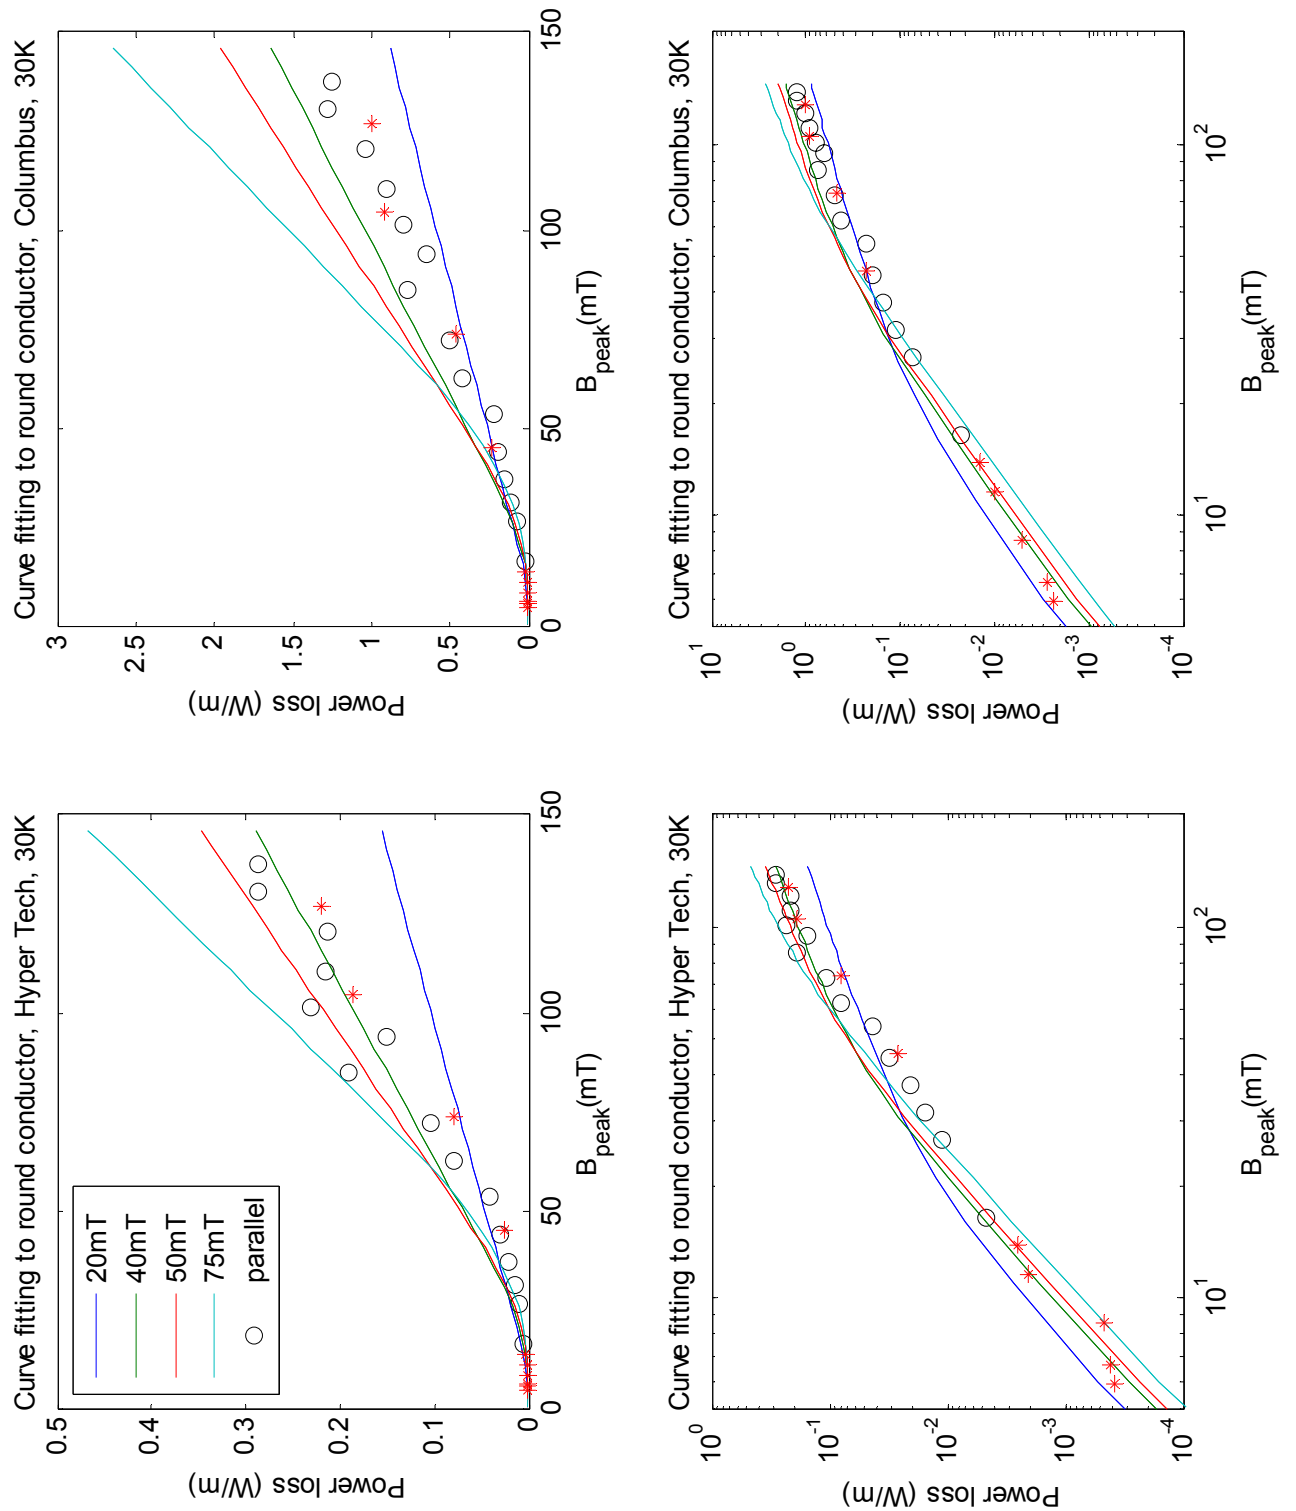 Curve fitting to round conductor, Hyper Tech, 30K
0.5
0.4
0.3
0.2
0.1
0
Power loss (W/m)
0
50
100
150
B_peak(mT)
20mT
40mT
50mT
75mT
parallel
Curve fitting to round conductor, Columbus, 30K
3
2.5
2
1.5
1
0.5
0
Power loss (W/m)
0
50
100
150
B_peak(mT)
Curve fitting to round conductor, Hyper Tech, 30K
10^0
10^-1
10^-2
10^-3
10^-4
Power loss (W/m)
10^1
10^2
B_peak(mT)
Curve fitting to round conductor, Columbus, 30K
10^1
10^0
10^-1
10^-2
10^-3
10^-4
Power loss (W/m)
10^1
10^2
B_peak(mT)